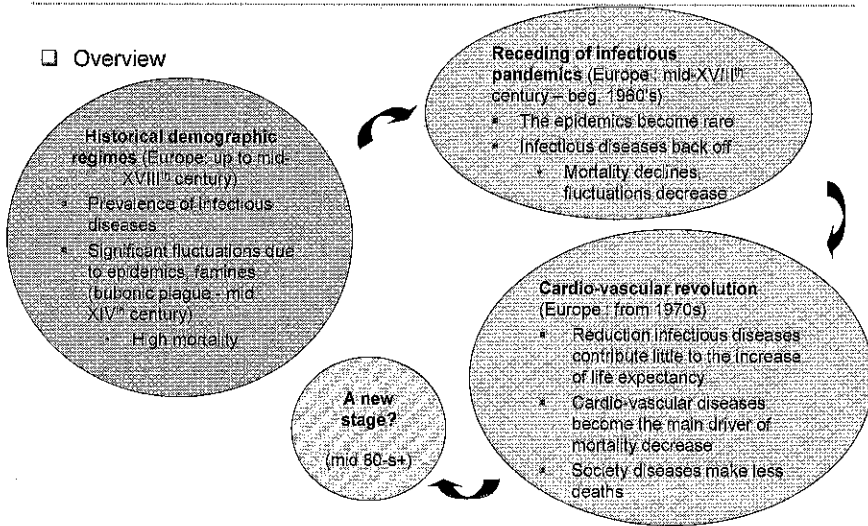 Overview
Historical demographic
regimes (Europe: up to mid-
XVIIIth century)
Prevalence of infectious
diseases
Significant fluctuations due
to epidemics, famines
(bubonic plague - mid
XIVth century)
High mortality
Receding of infectious
pandemics (Europe : mid-XVIIIth
century – beg. 1960's)
The epidemics become rare
Infectious diseases back off
Mortality declines,
fluctuations decrease
Cardio-vascular revolution
(Europe : from 1970s)
Reduction infectious diseases
contribute little to the increase
of life expectancy
Cardio-vascular diseases
become the main driver of
mortality decrease
Society diseases make less
deaths
A new
stage?
(mid 80-s+)